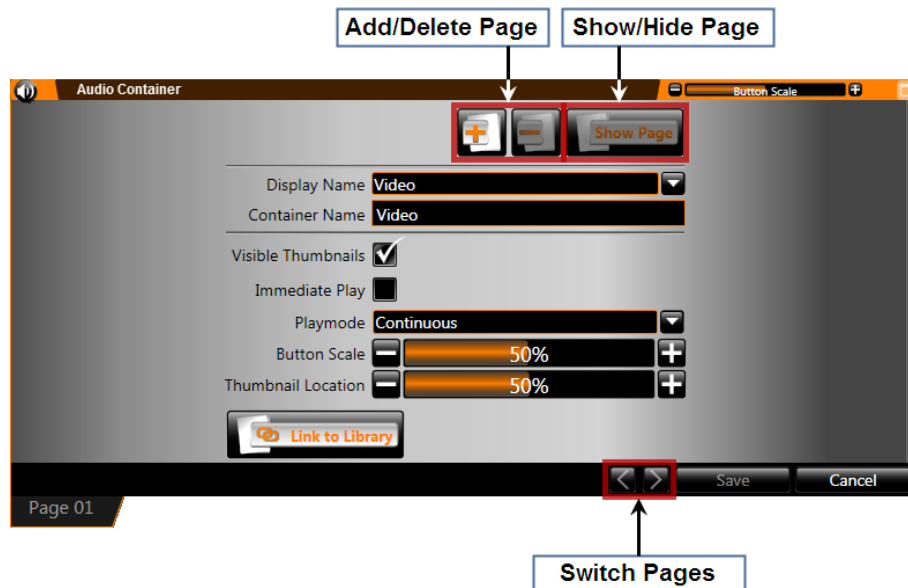 Add/Delete Page Show/Hide Page
Audio Container Button Scale
Show Page
Display Name Video
Container Name Video
Visible Thumbnails
Immediate Play
Playmode Continuous
Button Scale 50%
Thumbnail Location 50%
Link to Library
Save Cancel
Page 01
Switch Pages